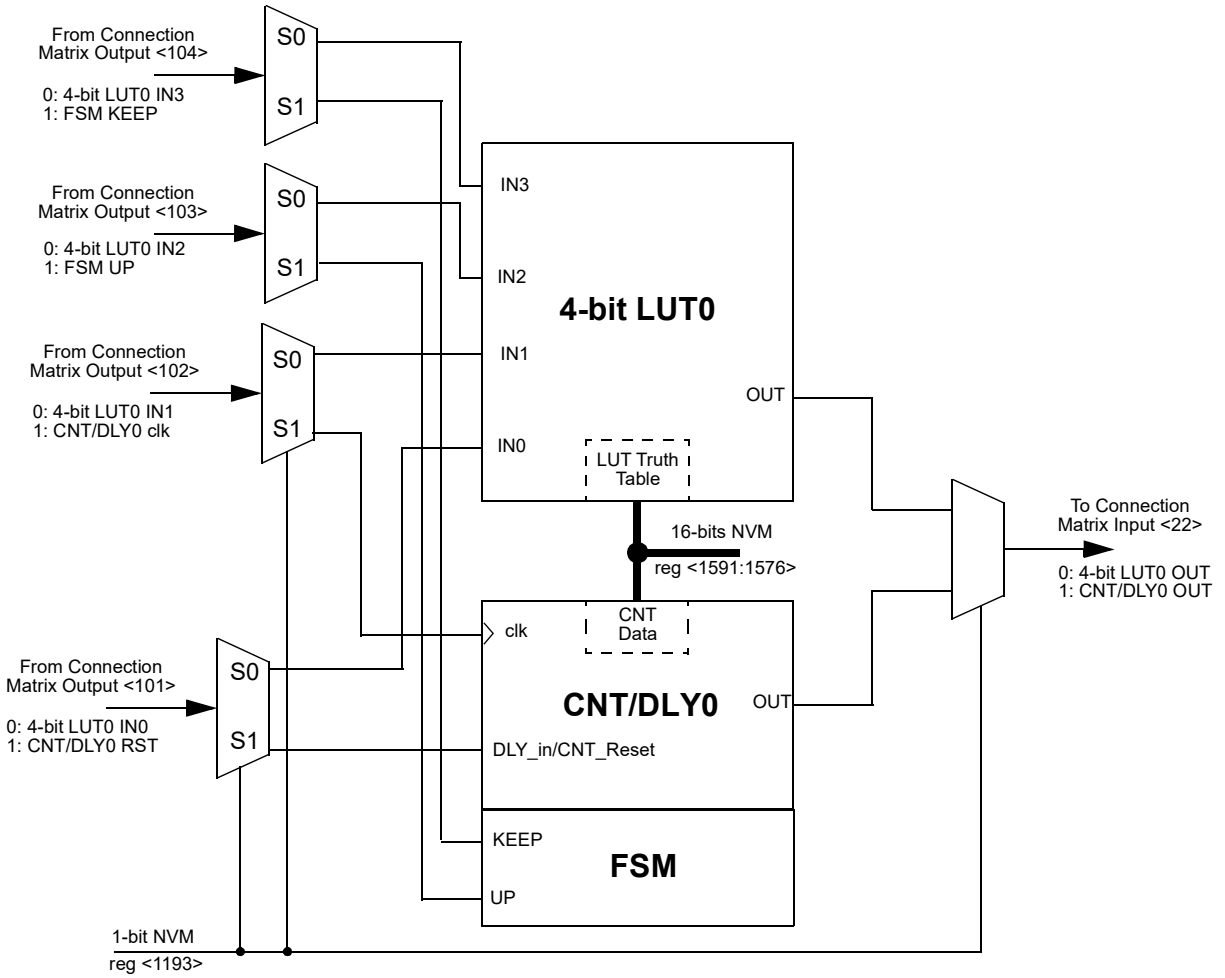 From Connection
Matrix Output <104>
0: 4-bit LUT0 IN3
1: FSM KEEP
S0
S1
From Connection
Matrix Output <103>
0: 4-bit LUT0 IN2
1: FSM UP
S0
S1
From Connection
Matrix Output <102>
0: 4-bit LUT0 IN1
1: CNT/DLY0 clk
S0
S1
From Connection
Matrix Output <101>
0: 4-bit LUT0 IN0
1: CNT/DLY0 RST
S0
S1
IN3
IN2
IN1
IN0
4-bit LUT0
OUT
LUT Truth
Table
16-bits NVM
reg <1591:1576>
clk
CNT
Data
CNT/DLY0
OUT
DLY_in/CNT_Reset
KEEP
FSM
UP
To Connection
Matrix Input <22>
0: 4-bit LUT0 OUT
1: CNT/DLY0 OUT
1-bit NVM
reg <1193>